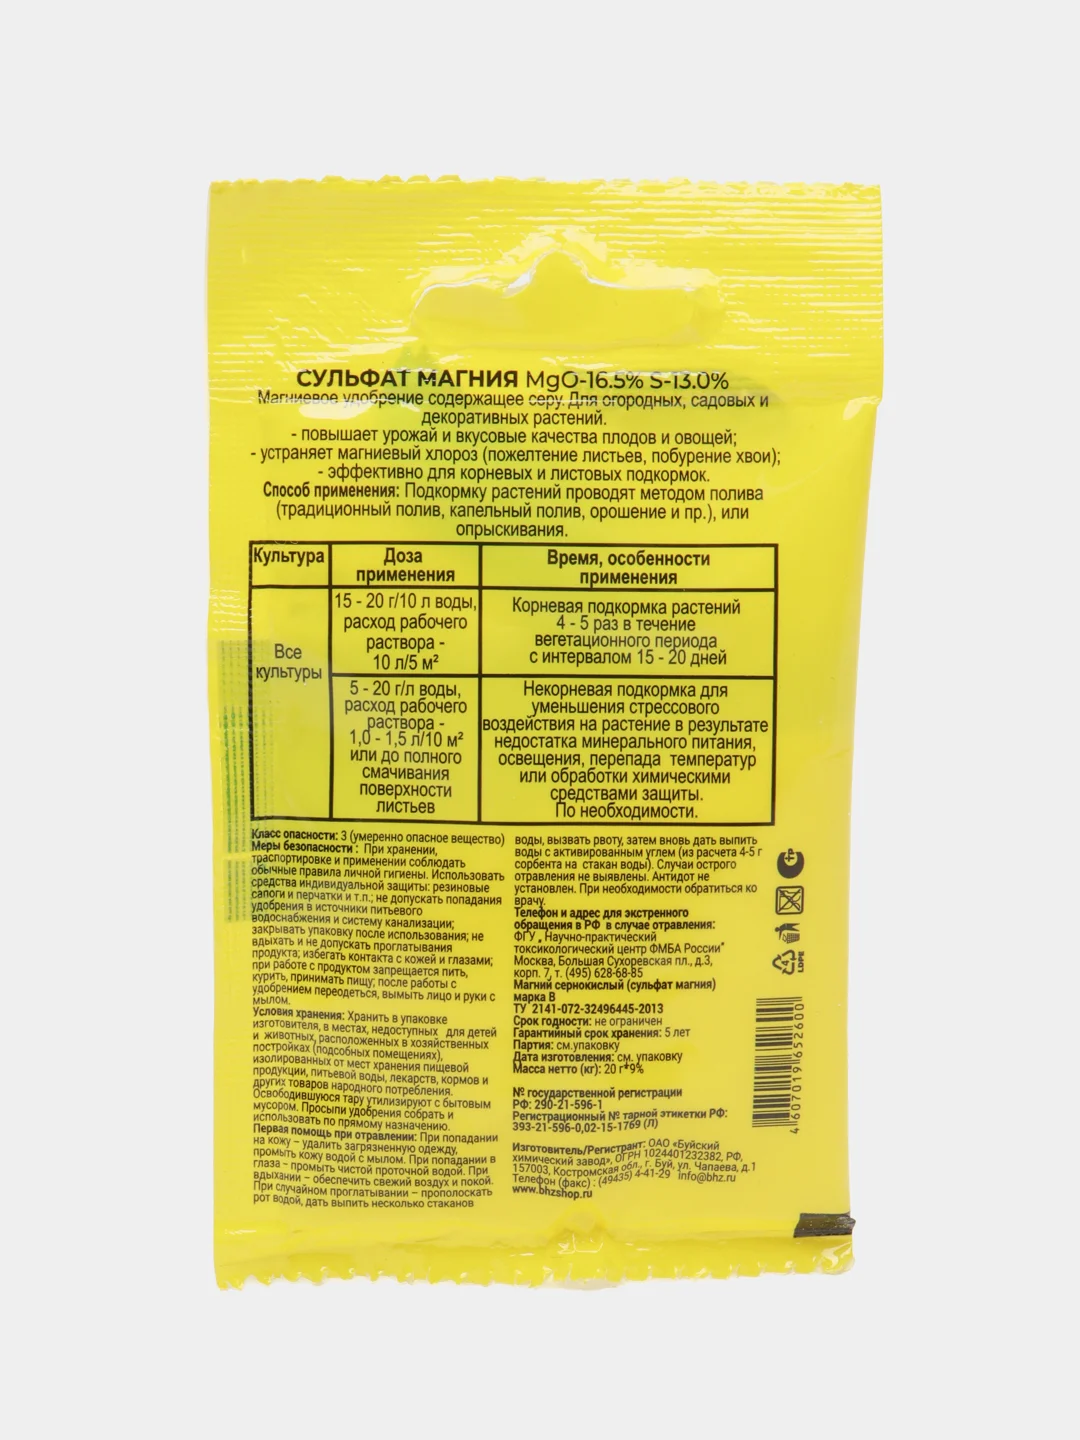 СУЛЬФАТ МАГНИЯ MgO-16.5% S-13.0%
Магниевое удобрение содержащее серу. Для огородных, садовых и
декоративных растений.
- повышает урожай и вкусовые качества плодов и овощей;
- устраняет магниевый хлороз (пожелтение листьев, побурение хвои);
- эффективно для корневых и листовых подкормок.
Способ применения: Подкормку растений проводят методом полива
(традиционный полив, капельный полив, орошение и пр.), или
опрыскивания.
Культура
Доза
применения
Время, особенности
применения
Все
культуры
15 - 20 г/10 л воды,
расход рабочего
раствора -
10 л/5 м²
Корневая подкормка растений
4 - 5 раз в течение
вегетационного периода
с интервалом 15 - 20 дней
5 - 20 г/л воды,
расход рабочего
раствора -
1,0 - 1,5 л/10 м²
или до полного
смачивания
поверхности
листьев
Некорневая подкормка для
уменьшения стрессового
воздействия на растение в результате
недостатка минерального питания,
освещения, перепада температур
или обработки химическими
средствами защиты.
По необходимости.
Класс опасности: 3 (умеренно опасное вещество)
Меры безопасности : При хранении,
траспортировке и применении соблюдать
обычные правила личной гигиены. Использовать
средства индивидуальной защиты: резиновые
сапоги и перчатки и т.п.; не допускать попадания
удобрения в источники питьевого
водоснабжения и систему канализации;
закрывать упаковку после использования; не
вдыхать и не допускать проглатывания
продукта; избегать контакта с кожей и глазами;
при работе с продуктом запрещается пить,
курить, принимать пищу; после работы с
удобрением переодеться, вымыть лицо и руки с
мылом.
Условия хранения: Хранить в упаковке
изготовителя, в местах, недоступных для детей
и животных, расположенных в хозяйственных
постройках (подсобных помещениях),
изолированных от мест хранения пищевой
продукции, питьевой воды, лекарств, кормов и
других товаров народного потребления.
Освободившуюся тару утилизируют с бытовым
мусором. Просыпи удобрения собрать и
использовать по прямому назначению.
Первая помощь при отравлении: При попадании
на кожу – удалить загрязненную одежду,
промыть кожу водой с мылом. При попадании в
глаза – промыть чистой проточной водой. При
вдыхании – обеспечить свежий воздух и покой.
При случайном проглатывании – прополоскать
рот водой, дать выпить несколько стаканов
воды, вызвать рвоту, затем вновь дать выпить
воды с активированным углем (из расчета 4-5 г
сорбента на стакан воды). Случаи острого
отравления не выявлены. Антидот не
установлен. При необходимости обратиться ко
врачу.
Телефон и адрес для экстренного
обращения в РФ в случае отравления:
ФГУ „ Научно-практический
токсикологический центр ФМБА России"
Москва, Большая Сухоревская пл., д.3,
корп. 7, т. (495) 628-68-85
Магний сернокислый (сульфат магния)
марка В
ТУ 2141-072-32496445-2013
Срок годности: не ограничен
Гарантийный срок хранения: 5 лет
Партия: см.упаковку
Дата изготовления: см. упаковку
Масса нетто (кг): 20 г*9%
№ государственной регистрации
РФ: 290-21-596-1
Регистрационный № тарной этикетки РФ:
393-21-596-0,02-15-1769 (Л)
Изготовитель/Регистрант: ОАО «Буйский
химический завод», ОГРН 1024401232382, РФ,
157003, Костромская обл., г. Буй, ул. Чапаева, д.1
Телефон (факс) : (49435) 4-41-29 info@bhz.ru
www.bhzshop.ru
4
LDPE
4 607019 652600